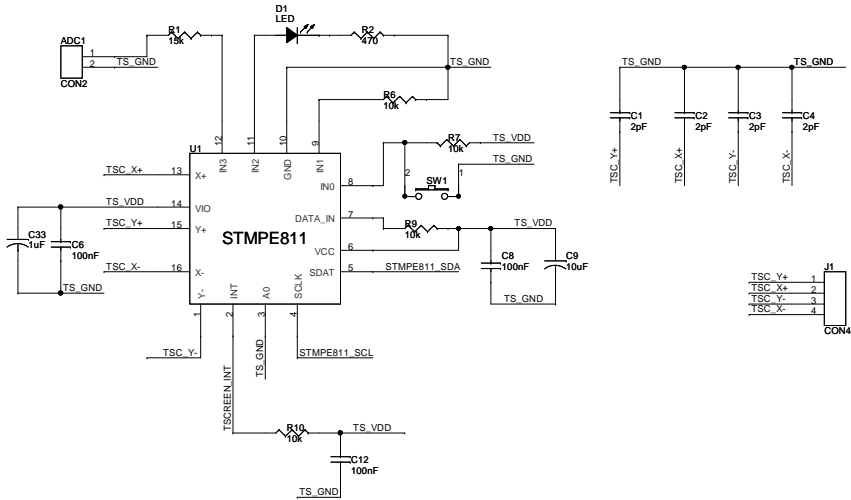 D1
LED
R1
15k
R2
470
ADC1
1
2
TS_GND
CON2
TS_GND
R6
10k
12
11
10
9
U1
IN3
IN2
GND
IN1
TSC_X+
13
X+
IN0
8
R7
10k
TS_VDD
TS_GND
2
1
SW1
TS_VDD
14
VIO
TSC_Y+
15
Y+
DATA_IN
7
R9
10k
TS_VDD
STMPE811
VCC
6
C33
1uF
C6
100nF
TSC_X-
16
X-
SDAT
5
STMPE811_SDA
C8
100nF
C9
10uF
TS_GND
TS_GND
Y-
INT
A0
SCLK
1
2
3
4
TSC_Y-
TSCREEN_INT
TS_GND
STMPE811_SCL
R10
10k
TS_VDD
C12
100nF
TS_GND
TS_GND
TS_GND
C1
2pF
C2
2pF
C3
2pF
C4
2pF
TSC_Y+
TSC_X+
TSC_Y-
TSC_X-
J1
TSC_Y+
1
TSC_X+
2
TSC_Y-
3
TSC_X-
4
CON4